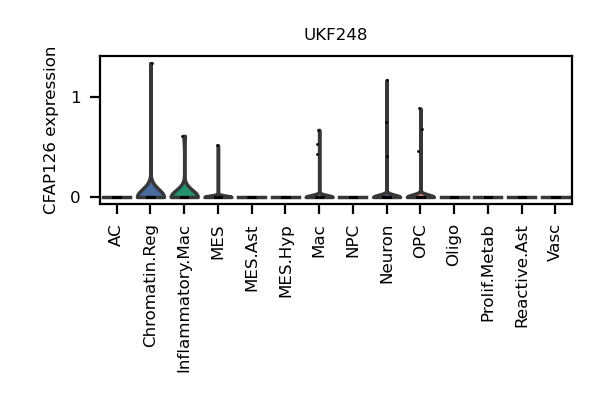 UKF248
CFAP126 expression
1
0
AC
Chromatin.Reg
Inflammatory.Mac
MES
MES.Ast
MES.Hyp
Mac
NPC
Neuron
OPC
Oligo
Prolif.Metab
Reactive.Ast
Vasc